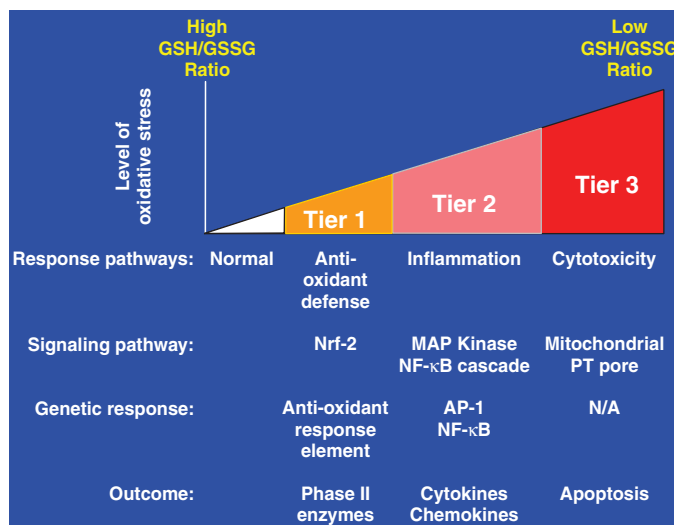 High
GSH/GSSG
Ratio
Low
GSH/GSSG
Ratio
Level of
oxidative stress
Tier 1
Tier 2
Tier 3
Response pathways: Normal Anti-oxidant defense Inflammation Cytotoxicity
Signaling pathway: Nrf-2 MAP Kinase NF-κB cascade Mitochondrial PT pore
Genetic response: Anti-oxidant response element AP-1 NF-κB N/A
Outcome: Phase II enzymes Cytokines Chemokines Apoptosis